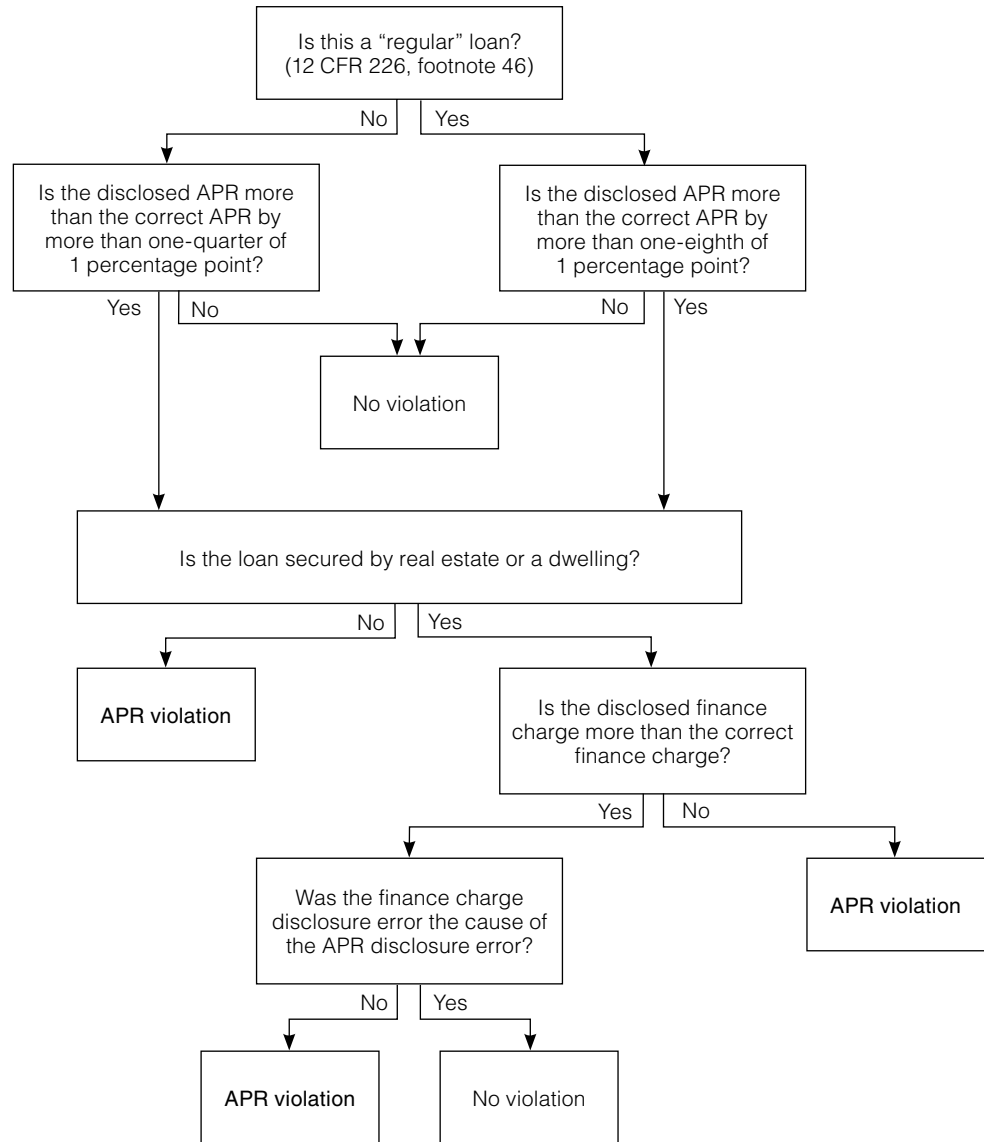 Is this a “regular” loan?
(12 CFR 226, footnote 46)
No
Yes
Is the disclosed APR more
than the correct APR by
more than one-quarter of
1 percentage point?
Is the disclosed APR more
than the correct APR by
more than one-eighth of
1 percentage point?
Yes
No
No
Yes
No violation
Is the loan secured by real estate or a dwelling?
No
Yes
APR violation
Is the disclosed finance
charge more than the correct
finance charge?
Yes
No
Was the finance charge
disclosure error the cause of
the APR disclosure error?
APR violation
No
Yes
APR violation
No violation